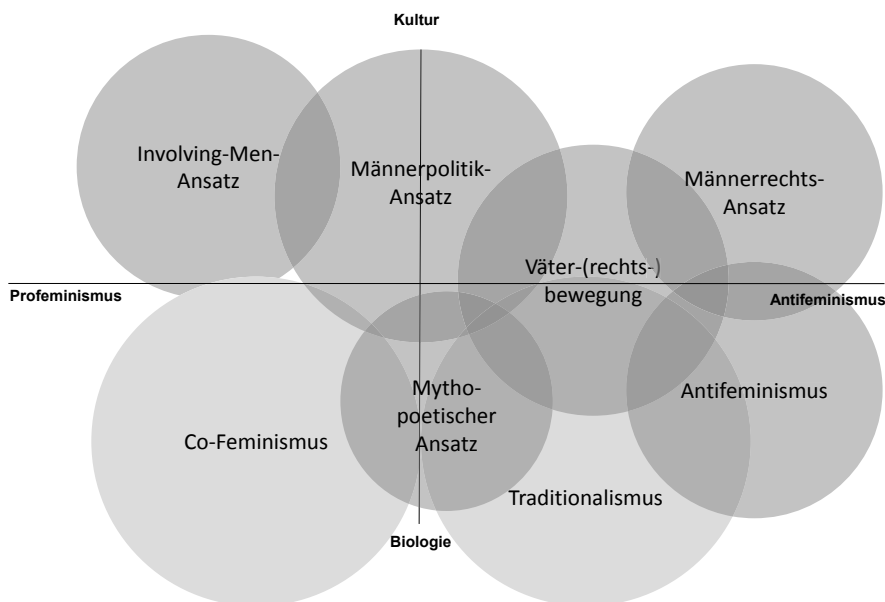 Kultur
Involving-Men-
Ansatz
Männerpolitik-
Ansatz
Männerrechts-
Ansatz
Väter-(rechts-)
bewegung
Profeminismus
Antifeminismus
Mytho-
poetischer
Ansatz
Antifeminismus
Co-Feminismus
Traditionalismus
Biologie